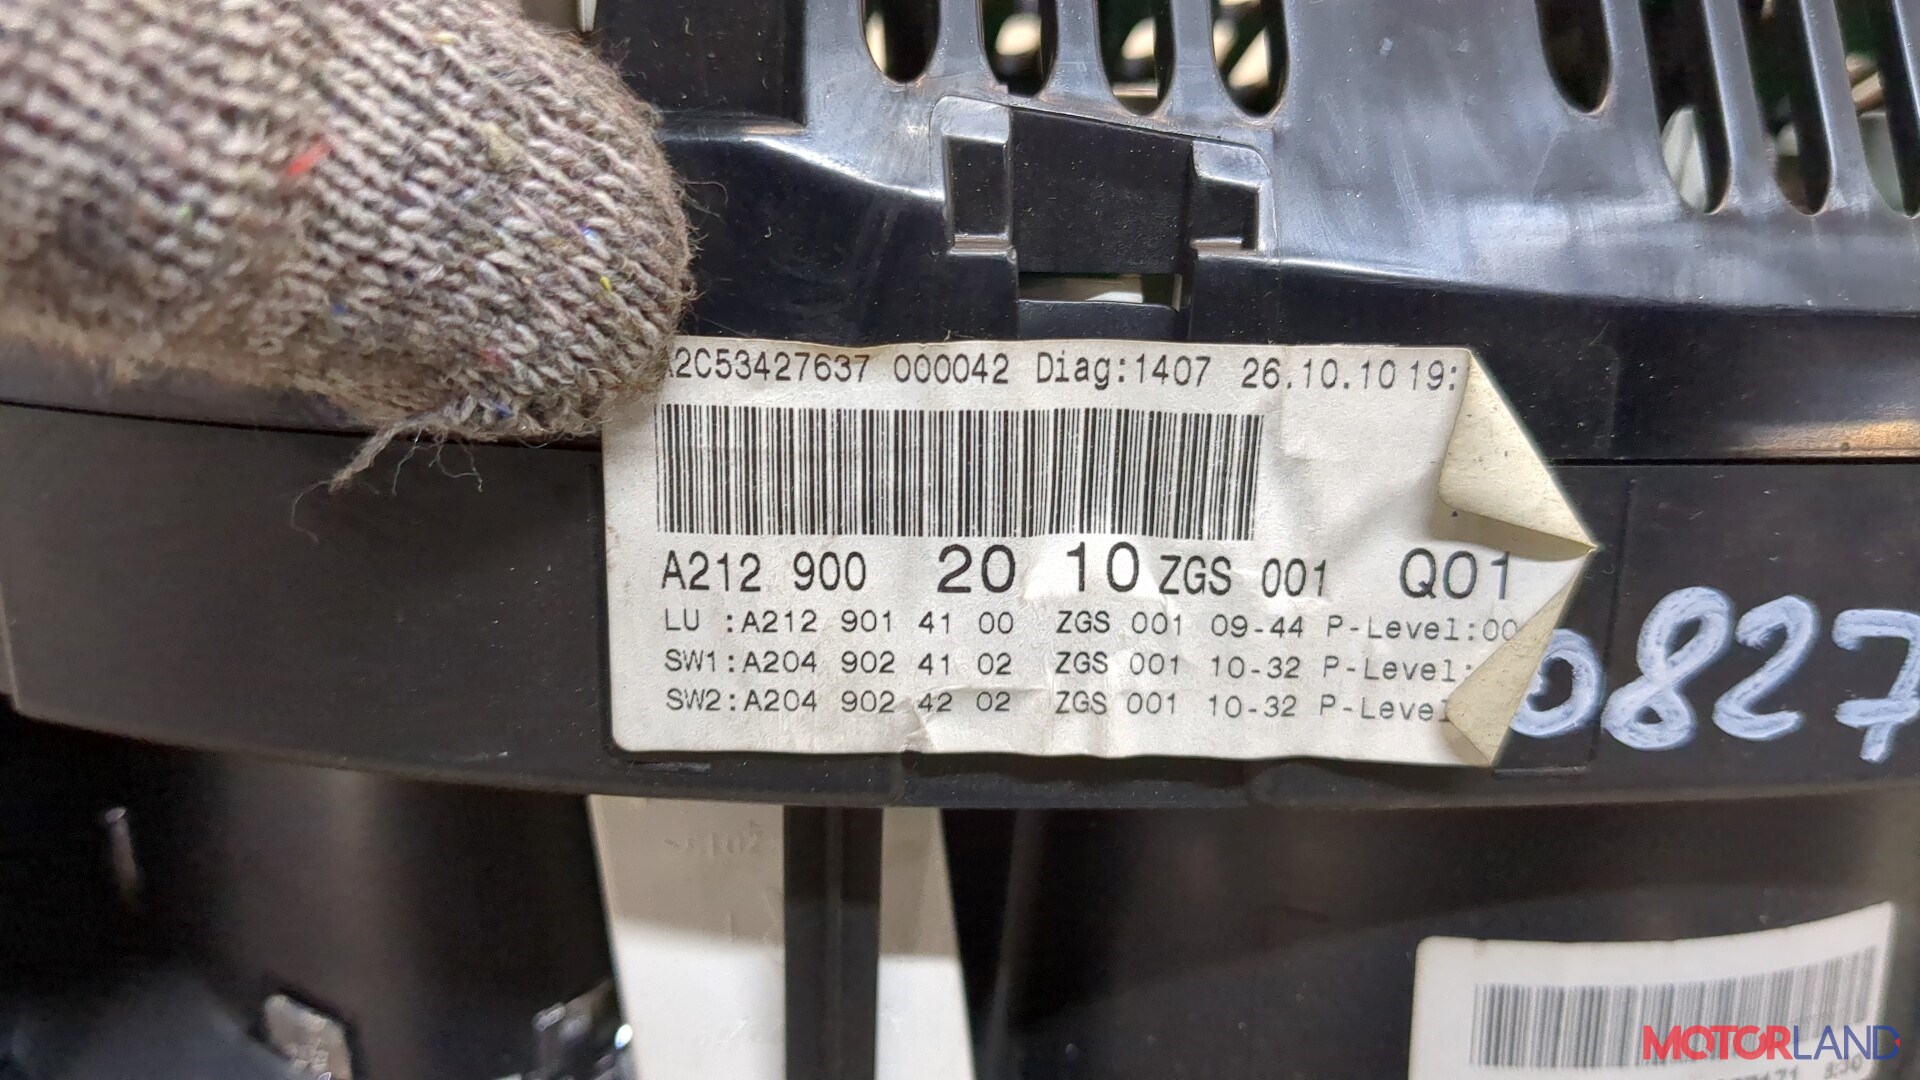 A2C53427637 000042 Diag:1407 26.10.10 19:
A212 900 20 10 ZGS 001 Q01
LU :A212 901 41 00 ZGS 001 09-44 P-Level:00
SW1:A204 902 41 02 ZGS 001 10-32 P-Level:
SW2:A204 902 42 02 ZGS 001 10-32 P-Level
0827
MOTORLAND